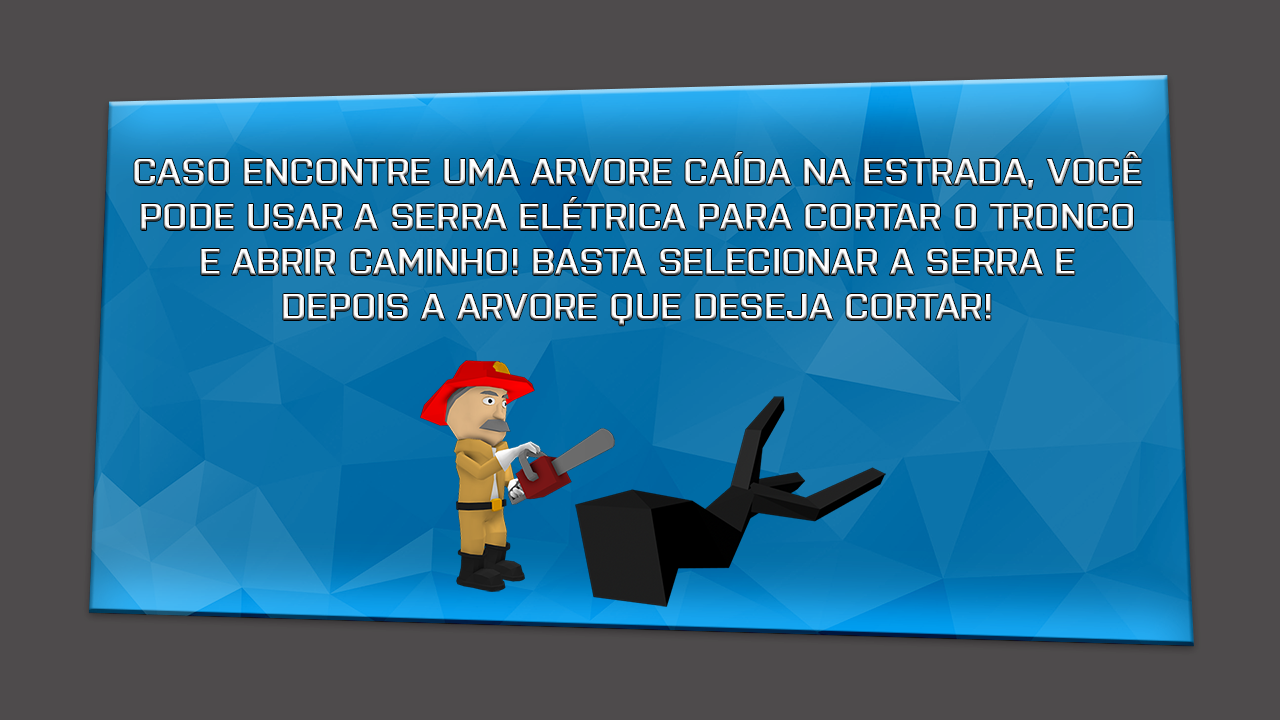 CASO ENCONTRE UMA ARVORE CAÍDA NA ESTRADA, VOCÊ
PODE USAR A SERRA ELÉTRICA PARA CORTAR O TRONCO
E ABRIR CAMINHO! BASTA SELECIONAR A SERRA E
DEPOIS A ARVORE QUE DESEJA CORTAR!